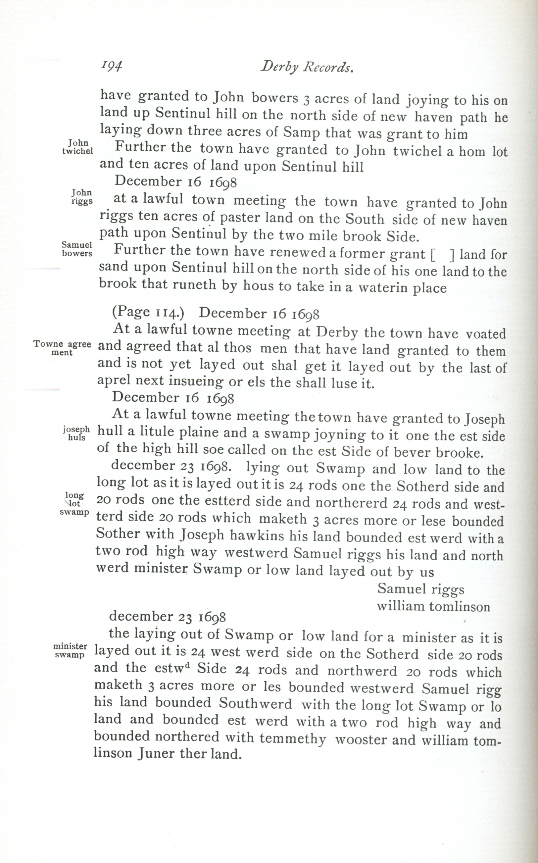 194 Derby Records.
have granted to John bowers 3 acres of land joying to his on
land up Sentinul hill on the north side of new haven path he
laying down three acres of Samp that was grant to him
John
twichel
Further the town have granted to John twichel a hom lot
and ten acres of land upon Sentinul hill
December 16 1698
John
riggs
at a lawful town meeting the town have granted to John
riggs ten acres of paster land on the South side of new haven
path upon Sentinul by the two mile brook Side.
Samuel
bowers
Further the town have renewed a former grant [ ] land for
sand upon Sentinul hill on the north side of his one land to the
brook that runeth by hous to take in a waterin place
(Page 114.) December 16 1698
At a lawful towne meeting at Derby the town have voated
Towne agree
ment
and agreed that al thos men that have land granted to them
and is not yet layed out shal get it layed out by the last of
aprel next insueing or els the shall luse it.
December 16 1698
At a lawful towne meeting the town have granted to Joseph
joseph
huls
hull a litule plaine and a swamp joyning to it one the est side
of the high hill soe called on the est Side of bever brooke.
december 23 1698. lying out Swamp and low land to the
long lot as it is layed out it is 24 rods one the Sotherd side and
long
lot
swamp
20 rods one the estterd side and northererd 24 rods and west-
terd side 20 rods which maketh 3 acres more or lese bounded
Sother with Joseph hawkins his land bounded est werd with a
two rod high way westwerd Samuel riggs his land and north
werd minister Swamp or low land layed out by us
Samuel riggs
william tomlinson
december 23 1698
the laying out of Swamp or low land for a minister as it is
minister
swamp
layed out it is 24 west werd side on the Sotherd side 20 rods
and the estwᵈ Side 24 rods and northwerd 20 rods which
maketh 3 acres more or les bounded westwerd Samuel rigg
his land bounded Southwerd with the long lot Swamp or lo
land and bounded est werd with a two rod high way and
bounded northered with temmethy wooster and william tom-
linson Juner ther land.